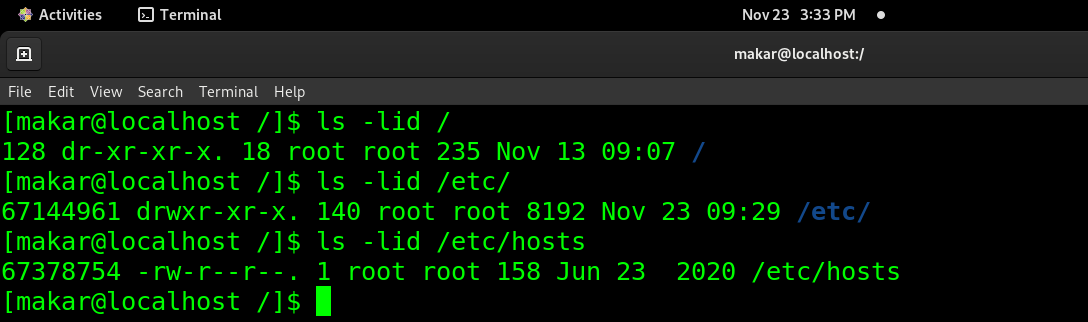 Activities Terminal Nov 23 3:33 PM
makar@localhost:/
File Edit View Search Terminal Help
[makar@localhost /]$ ls -lid /
128 dr-xr-xr-x. 18 root root 235 Nov 13 09:07 /
[makar@localhost /]$ ls -lid /etc/
67144961 drwxr-xr-x. 140 root root 8192 Nov 23 09:29 /etc/
[makar@localhost /]$ ls -lid /etc/hosts
67378754 -rw-r--r--. 1 root root 158 Jun 23  2020 /etc/hosts
[makar@localhost /]$